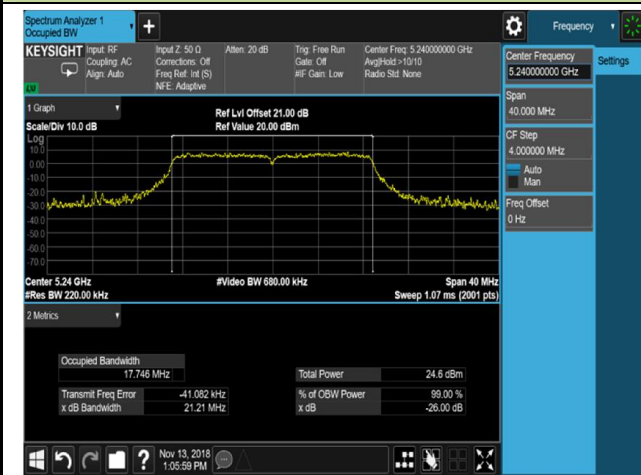 Spectrum Analyzer 1
Occupied BW
+
Frequency
KEYSIGHT
Input: RF
Coupling: AC
Align: Auto
Input Z: 50 Ω
Corrections: Off
Freq Ref: Int (S)
NFE: Adaptive
Atten: 20 dB
Trig: Free Run
Gate: Off
#IF Gain: Low
Center Freq: 5.240000000 GHz
Avg|Hold:>10/10
Radio Std: None
LXI
Center Frequency
5.240000000 GHz
Settings
Span
40.000 MHz
CF Step
4.000000 MHz
Auto
Man
Freq Offset
0 Hz
1 Graph
Scale/Div 10.0 dB
Ref Lvl Offset 21.00 dB
Ref Value 20.00 dBm
Log
10.0
0.00
-10.0
-20.0
-30.0
-40.0
-50.0
-60.0
-70.0
Center 5.24 GHz
#Res BW 220.00 kHz
#Video BW 680.00 kHz
Span 40 MHz
Sweep 1.07 ms (2001 pts)
2 Metrics
Occupied Bandwidth
17.746 MHz
Total Power 24.6 dBm
Transmit Freq Error -41.082 kHz
% of OBW Power 99.00 %
x dB Bandwidth 21.21 MHz
x dB -26.00 dB
?
Nov 13, 2018
1:05:59 PM